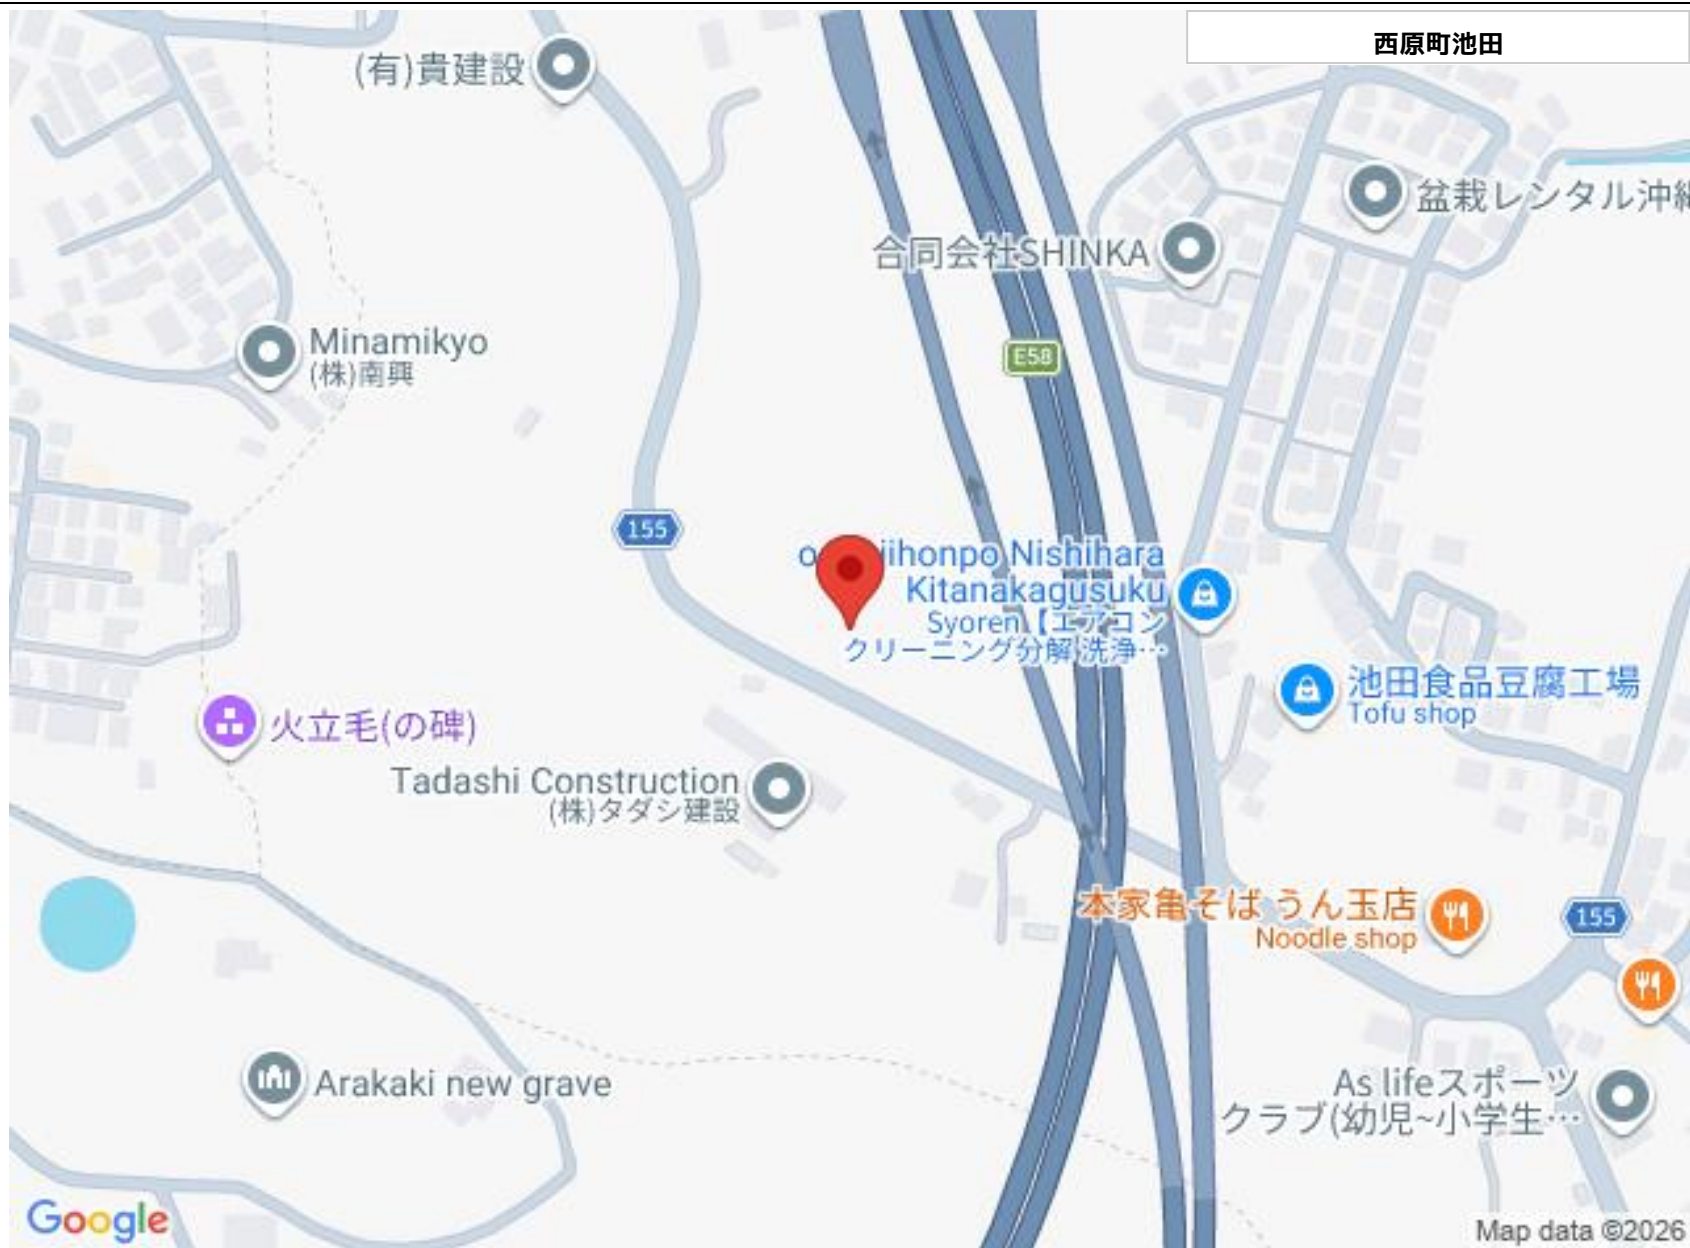 西原町池田
(有)貴建設
盆栽レンタル沖縄
合同会社SHINKA
Minamikyo
(株)南興
E58
155
Nishihara
Kitanakagusuku
Syoren【エアコン
クリーニング分解 洗浄…
池田食品豆腐工場
Tofu shop
火立毛(の碑)
Tadashi Construction
(株)タダシ建設
本家亀そば うん玉店
Noodle shop
155
Arakaki new grave
As lifeスポーツ
クラブ(幼児~小学生…
Google
Map data ©2026